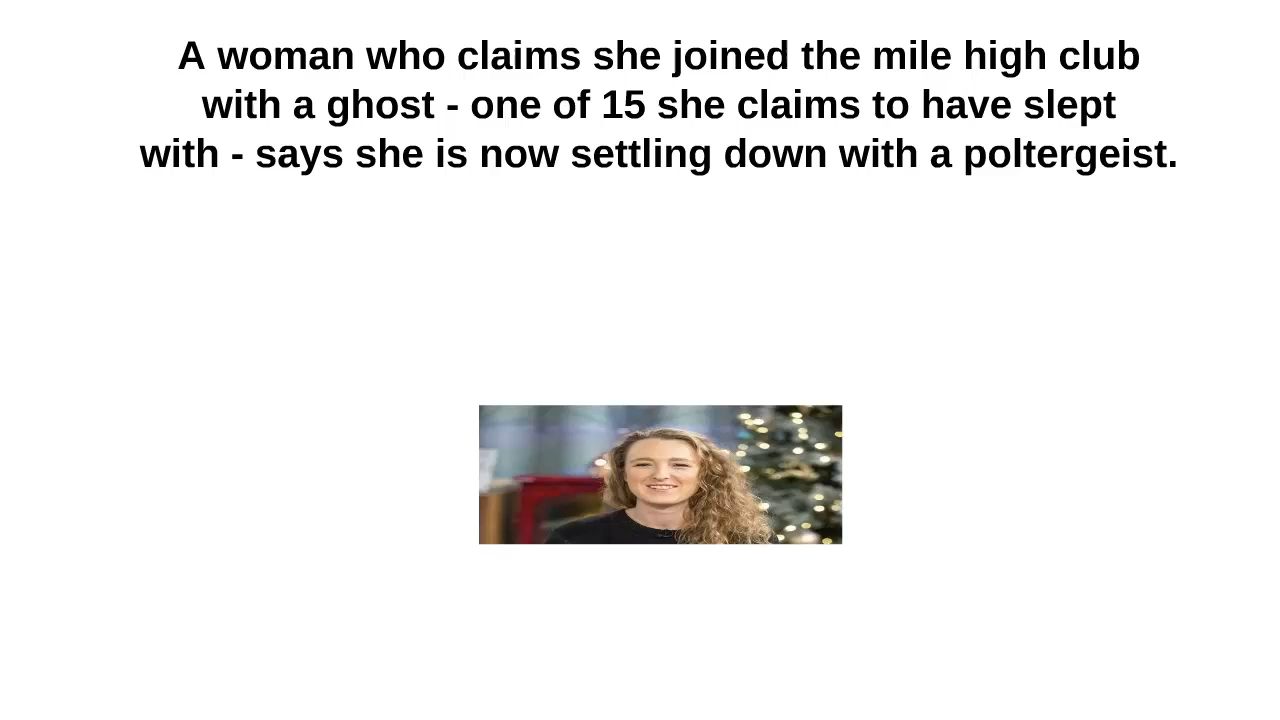 A woman who claims she joined the mile high club
with a ghost - one of 15 she claims to have slept
with - says she is now settling down with a poltergeist.